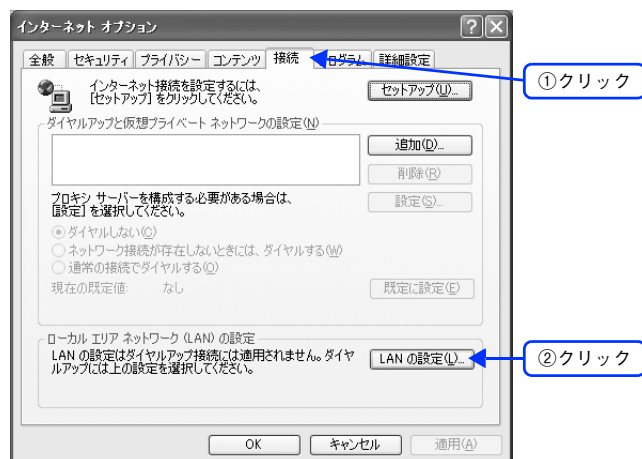 インターネット オプション
全般 セキュリティ プライバシー コンテンツ 接続 プログラム 詳細設定
①クリック
インターネット接続を設定するには、
[セットアップ] をクリックしてください。
セットアップ(U)...
ダイヤルアップと仮想プライベート ネットワークの設定(N)
追加(D)...
削除(R)
プロキシ サーバーを構成する必要がある場合は、
[設定] を選択してください。
設定(S)...
ダイヤルしない(C)
ネットワーク接続が存在しないときには、ダイヤルする(W)
通常の接続でダイヤルする(O)
現在の既定値: なし
既定に設定(E)
ローカル エリア ネットワーク (LAN) の設定
LAN の設定はダイヤルアップ接続には適用されません。ダイヤ
ルアップには上の設定を選択してください。
LAN の設定(L)...
②クリック
OK キャンセル 適用(A)